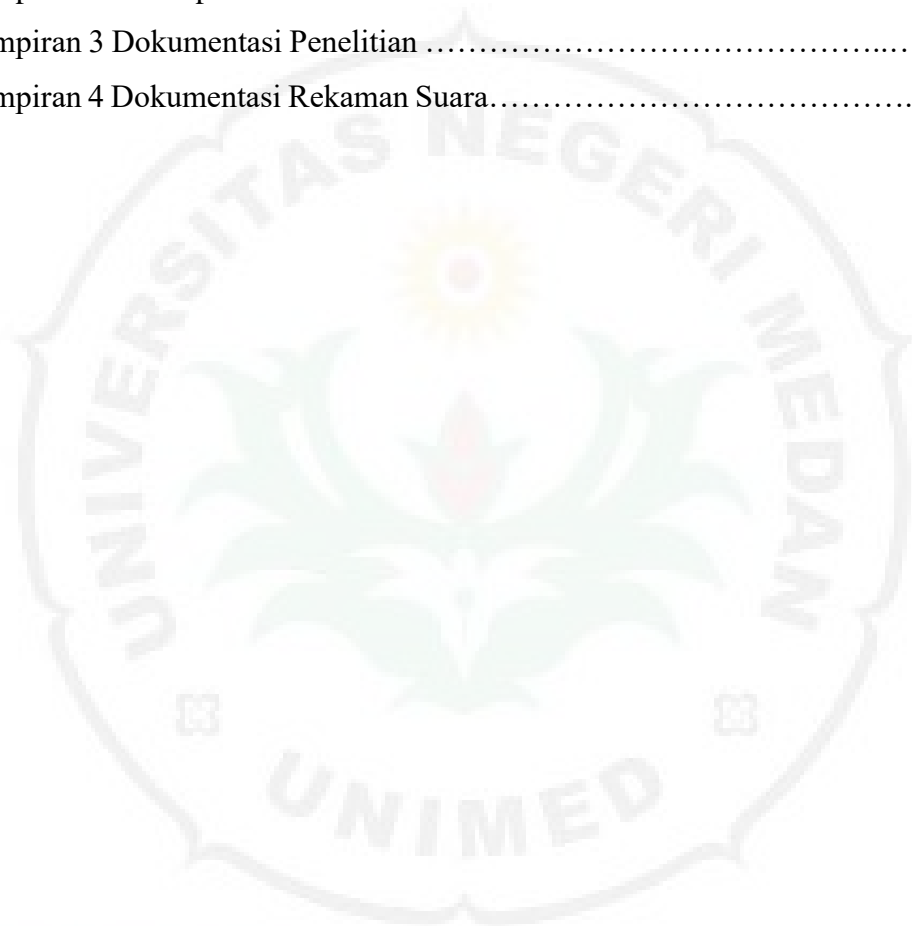 mpiran 3 Dokumentasi Penelitian …………………………………………..…
mpiran 4 Dokumentasi Rekaman Suara…………………………………….
UNIVERSITAS NEGERI MEDAN
UNIMED